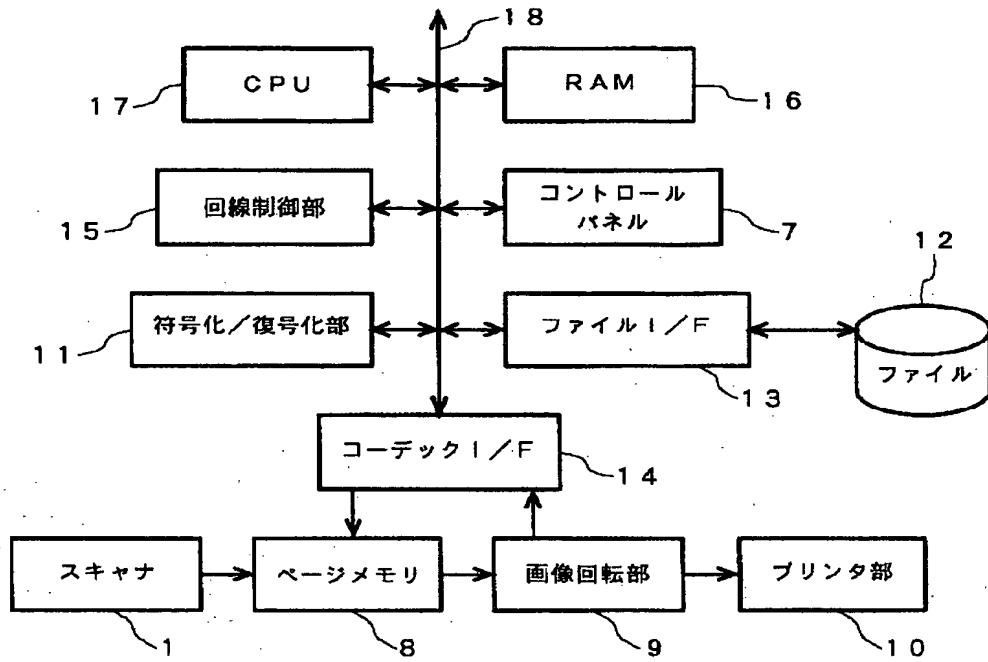 18
CPU
RAM
17
16
回線制御部
コントロール
パネル
15
7
12
符号化／復号化部
ファイルI／F
ファイル
11
13
コーデックI／F
14
スキャナ
ページメモリ
画像回転部
プリンタ部
1
8
9
10